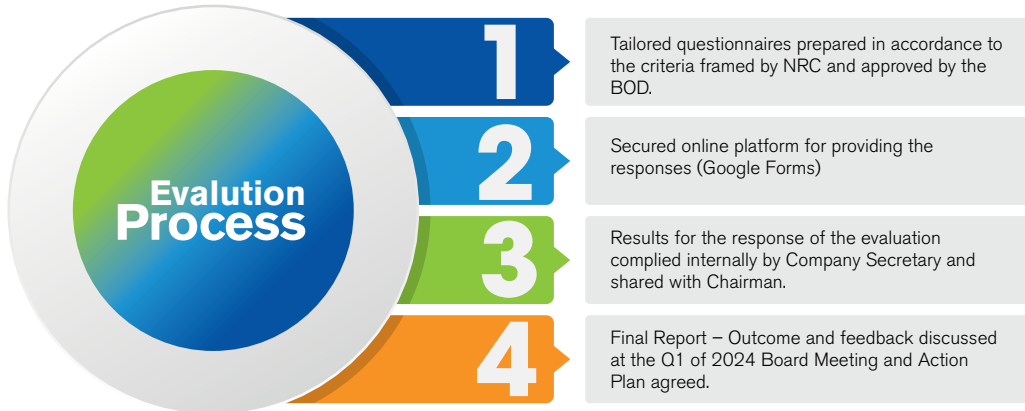 Evalution
Process
1
Tailored questionnaires prepared in accordance to
the criteria framed by NRC and approved by the
BOD.
2
Secured online platform for providing the
responses (Google Forms)
3
Results for the response of the evaluation
complied internally by Company Secretary and
shared with Chairman.
4
Final Report – Outcome and feedback discussed
at the Q1 of 2024 Board Meeting and Action
Plan agreed.